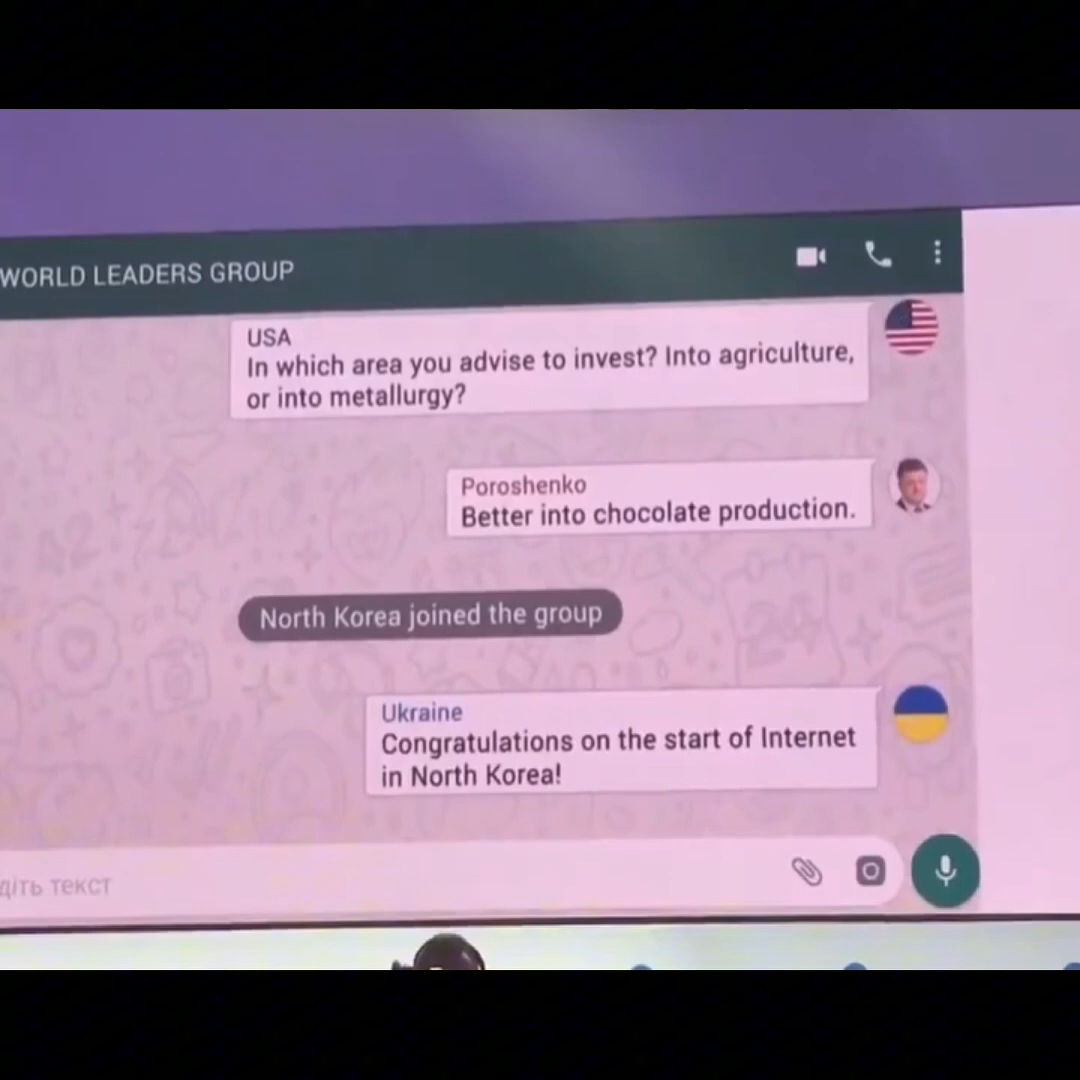 WORLD LEADERS GROUP
USA
In which area you advise to invest? Into agriculture,
or into metallurgy?
Poroshenko
Better into chocolate production.
North Korea joined the group
Ukraine
Congratulations on the start of Internet
in North Korea!
діть текст